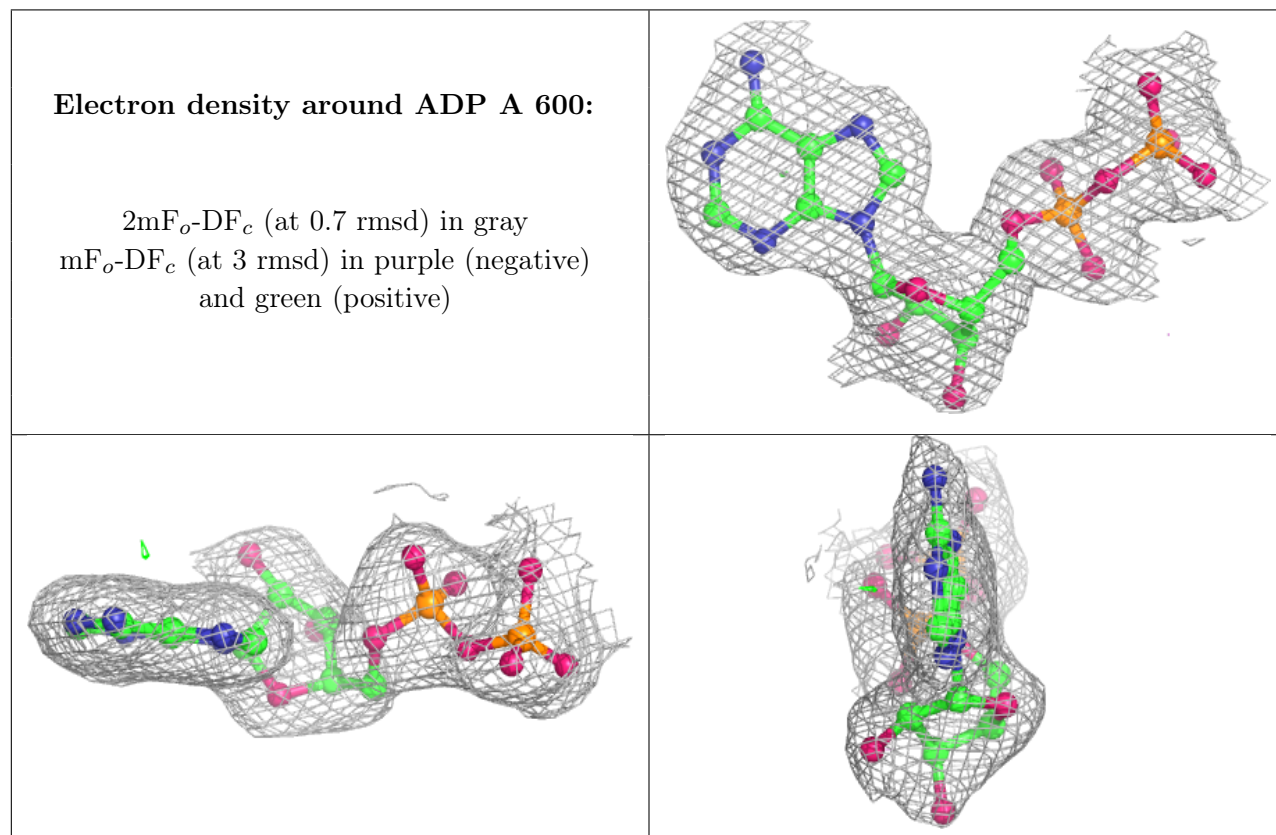 Electron density around ADP A 600:
2mFo-DFc (at 0.7 rmsd) in gray
mFo-DFc (at 3 rmsd) in purple (negative)
and green (positive)